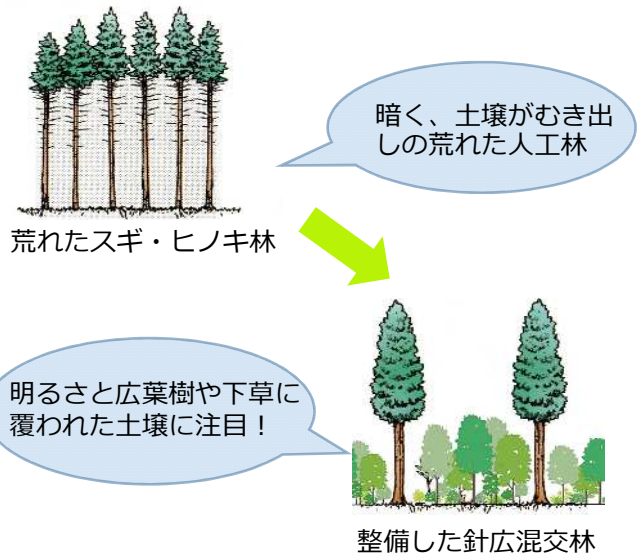 暗く、土壌がむき出
しの荒れた人工林
荒れたスギ・ヒノキ林
明るさと広葉樹や下草に
覆われた土壌に注目！
整備した針広混交林